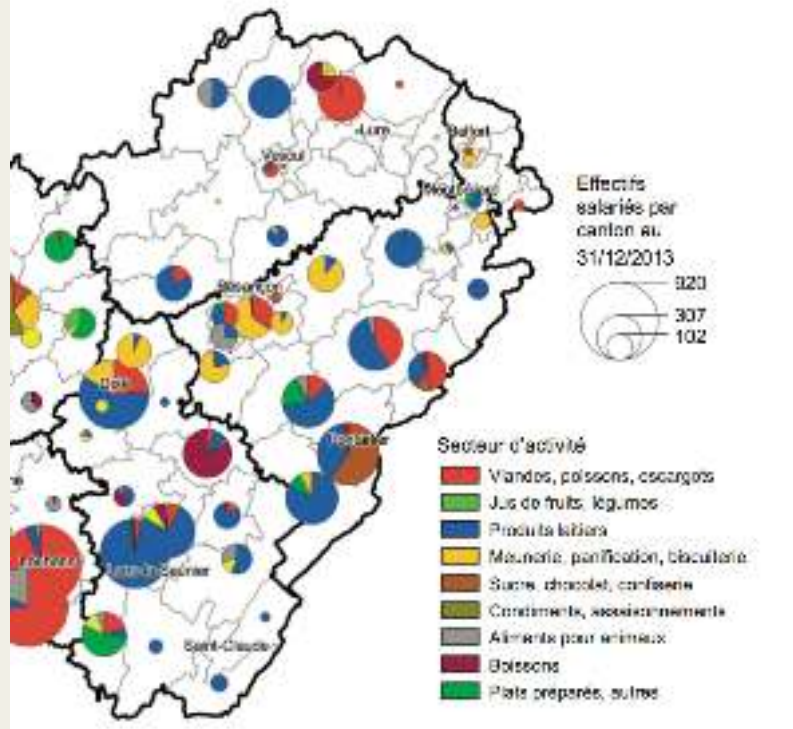 Lure
Belfort
Vesoul
Effectifs
salariés par
canton au
31/12/2013
Besançon
920
307
102
Dole
Secteur d'activité
Viandes, poissons, escargots
Jus de fruits, légumes
Produits laitiers
Meunerie, panification, biscuiterie
Sucre, chocolat, confiserie
Condiments, assaisonnements
Aliments pour animaux
Boissons
Plats préparés, autres
Lons-le-Saunier
Saint-Claude